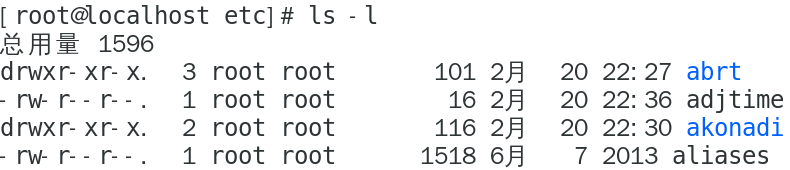 [root@localhost etc]# ls -l
总用量 1596
drwxr-xr-x.  3 root root       101 2月  20 22:27 abrt
-rw-r--r--.  1 root root        16 2月  20 22:36 adjtime
drwxr-xr-x.  2 root root       116 2月  20 22:30 akonadi
-rw-r--r--.  1 root root      1518 6月   7 2013 aliases